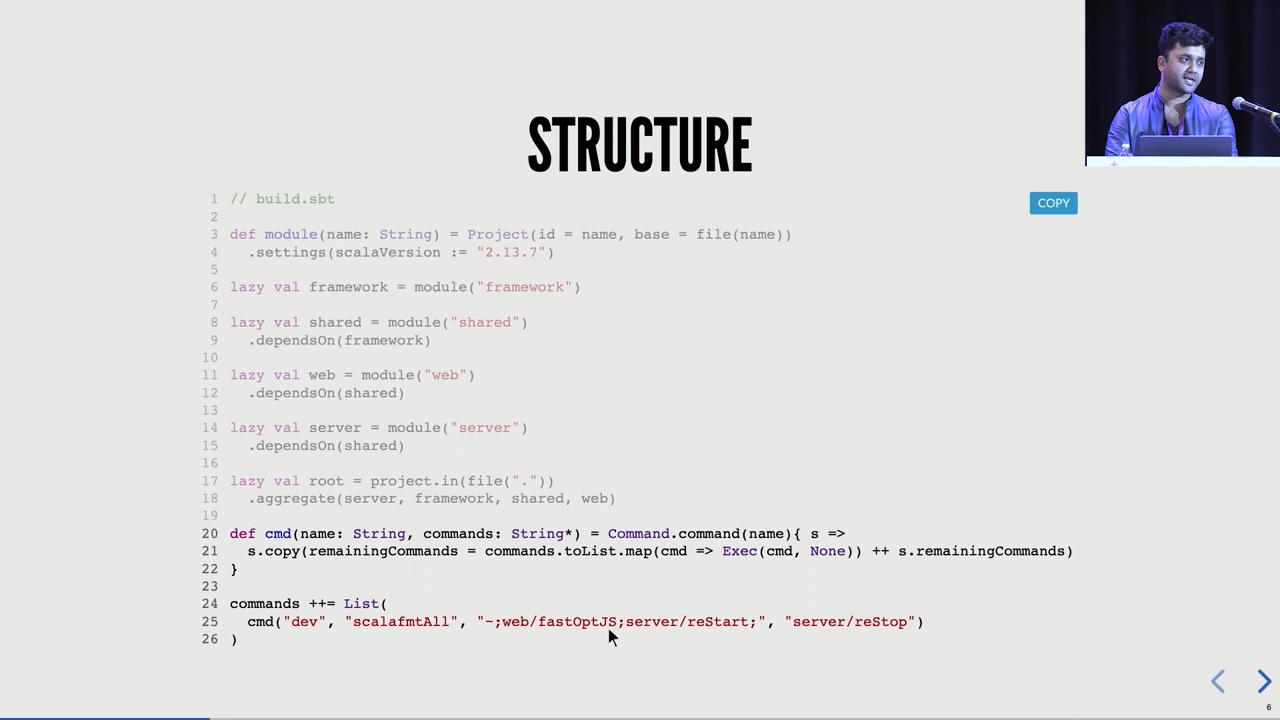 STRUCTURE
COPY
1 // build.sbt
2
3 def module(name: String) = Project(id = name, base = file(name))
4   .settings(scalaVersion := "2.13.7")
5
6 lazy val framework = module("framework")
7
8 lazy val shared = module("shared")
9   .dependsOn(framework)
10
11 lazy val web = module("web")
12   .dependsOn(shared)
13
14 lazy val server = module("server")
15   .dependsOn(shared)
16
17 lazy val root = project.in(file("."))
18   .aggregate(server, framework, shared, web)
19
20 def cmd(name: String, commands: String*) = Command.command(name){ s =>
21   s.copy(remainingCommands = commands.toList.map(cmd => Exec(cmd, None)) ++ s.remainingCommands)
22 }
23
24 commands ++= List(
25   cmd("dev", "scalafmtAll", "~;web/fastOptJS;server/reStart;", "server/reStop")
26 )
6